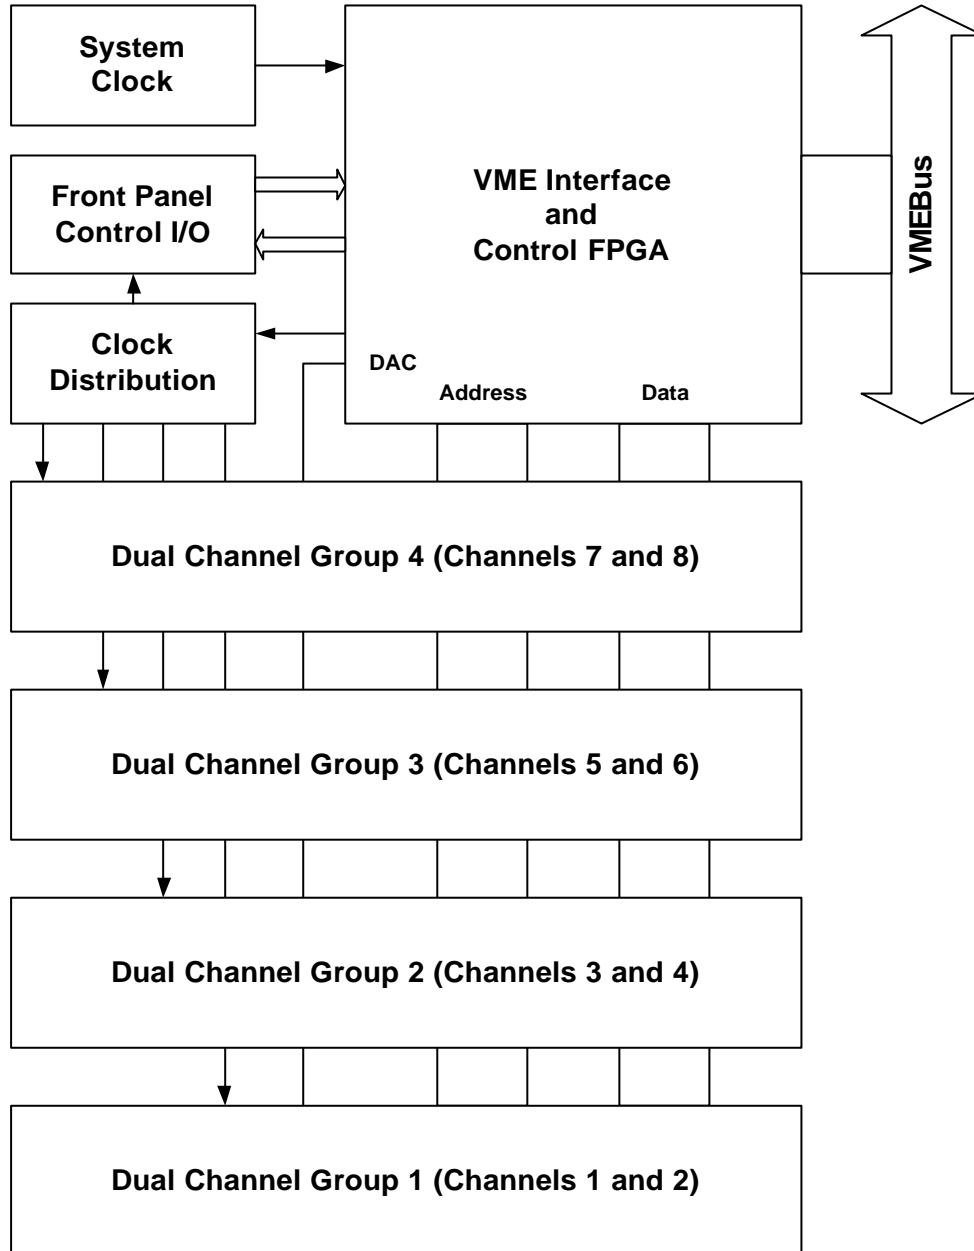 System
Clock
Front Panel
Control I/O
Clock
Distribution
VME Interface
and
Control FPGA
DAC
Address
Data
VMEBus
Dual Channel Group 4 (Channels 7 and 8)
Dual Channel Group 3 (Channels 5 and 6)
Dual Channel Group 2 (Channels 3 and 4)
Dual Channel Group 1 (Channels 1 and 2)